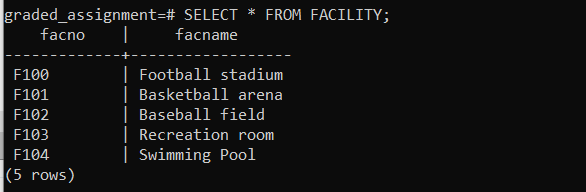 graded_assignment=# SELECT * FROM FACILITY;
facno | facname
-------------+------------------
F100 | Football stadium
F101 | Basketball arena
F102 | Baseball field
F103 | Recreation room
F104 | Swimming Pool
(5 rows)